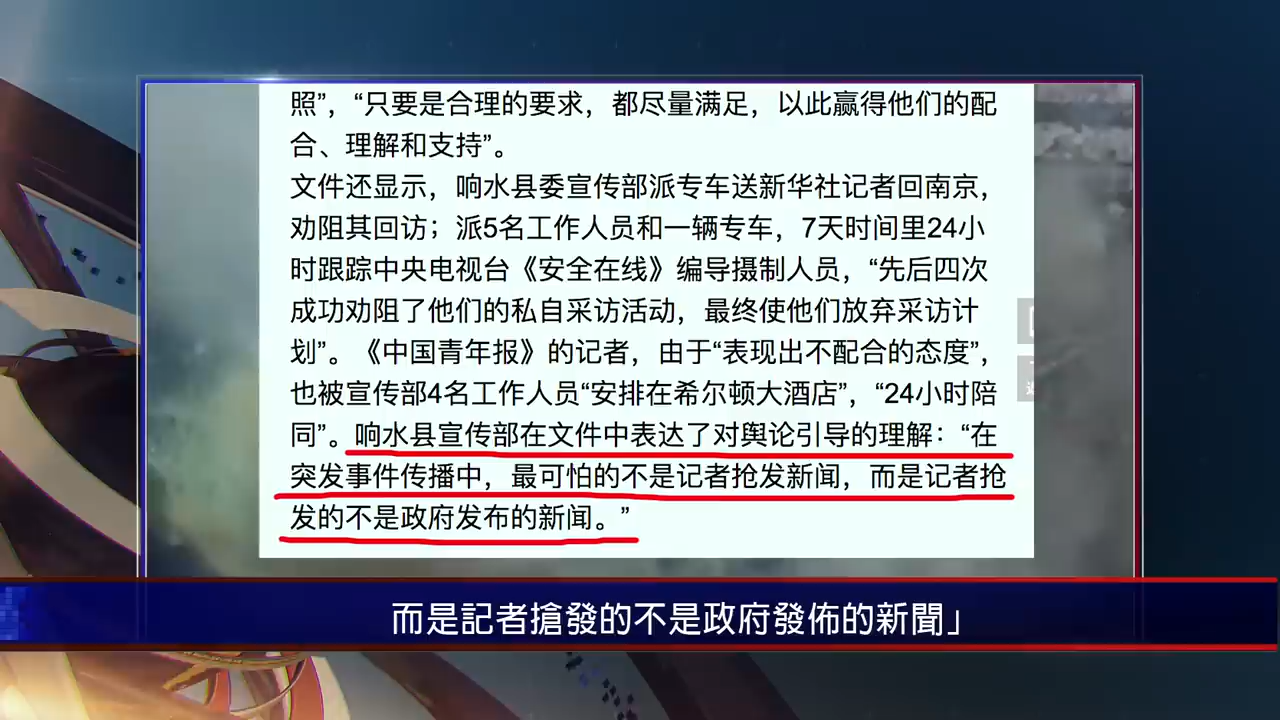 照”，“只要是合理的要求，都尽量满足，以此赢得他们的配
合、理解和支持”。
文件还显示，响水县委宣传部派专车送新华社记者回南京，
劝阻其回访；派5名工作人员和一辆专车，7天时间里24小
时跟踪中央电视台《安全在线》编导摄制人员，“先后四次
成功劝阻了他们的私自采访活动，最终使他们放弃采访计
划”。《中国青年报》的记者，由于“表现出不配合的态度”，
也被宣传部4名工作人员“安排在希尔顿大酒店”，“24小时陪
同”。响水县宣传部在文件中表达了对舆论引导的理解：“在
突发事件传播中，最可怕的不是记者抢发新闻，而是记者抢
发的不是政府发布的新闻。”
而是記者搶發的不是政府發佈的新聞」